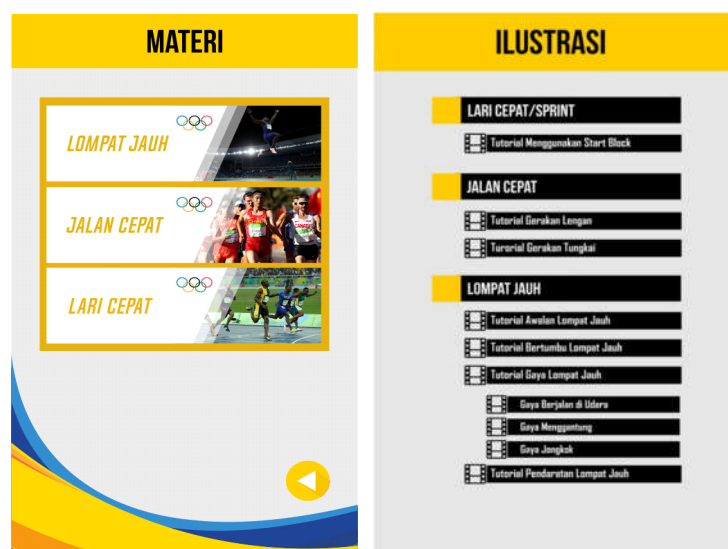 MATERI
LOMPAT JAUH
JALAN CEPAT
LARI CEPAT
ILUSTRASI
LARI CEPAT/SPRINT
Tutorial Menggunakan Start Block
JALAN CEPAT
Tutorial Gerakan Lengan
Turorial Gerakan Tungkai
LOMPAT JAUH
Tutorial Awalan Lompat Jauh
Tutorial Bertumbu Lompat Jauh
Tutorial Gaya Lompat Jauh
Gaya Berjalan di Udara
Gaya Menggantung
Gaya Jongkok
Tutorial Pendaratan Lompat Jauh